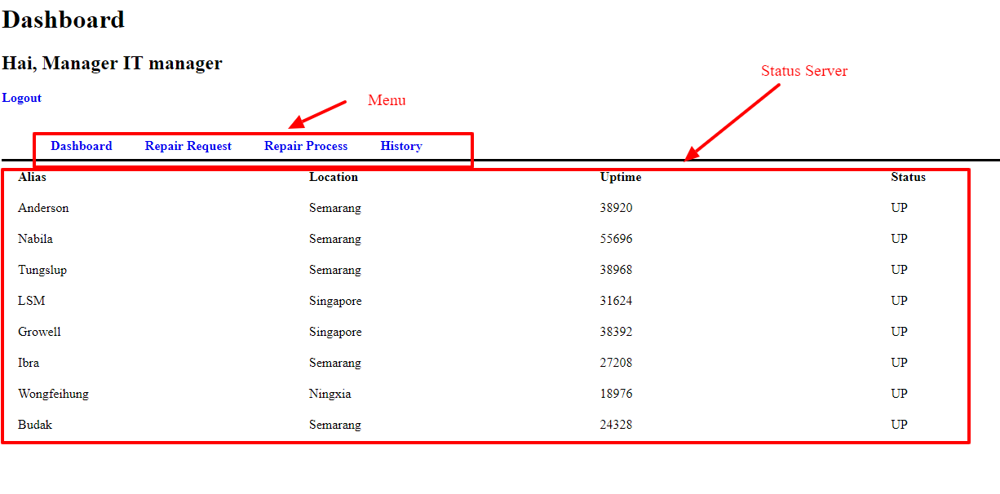 Dashboard
Hai, Manager IT manager
Status Server
Logout
Menu
Dashboard Repair Request Repair Process History
Alias Location Uptime Status
Anderson Semarang 38920 UP
Nabila Semarang 55696 UP
Tungslup Semarang 38968 UP
LSM Singapore 31624 UP
Growell Singapore 38392 UP
Ibra Semarang 27208 UP
Wongfeihung Ningxia 18976 UP
Budak Semarang 24328 UP